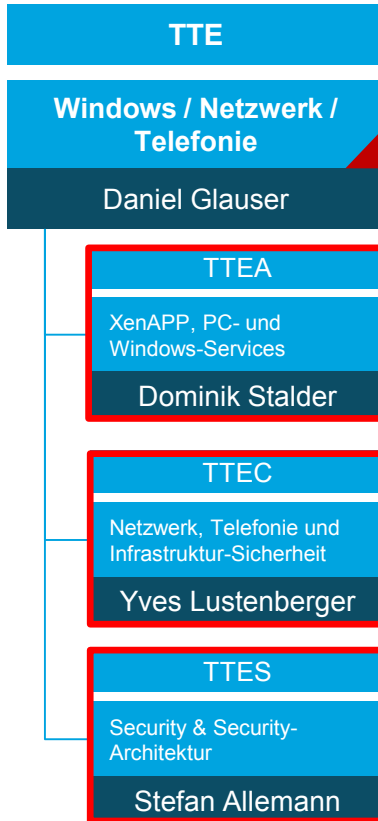 TTE
Windows / Netzwerk /
Telefonie
Daniel Glauser
TTEA
XenAPP, PC- und
Windows-Services
Dominik Stalder
TTEC
Netzwerk, Telefonie und
Infrastruktur-Sicherheit
Yves Lustenberger
TTES
Security & Security-
Architektur
Stefan Allemann